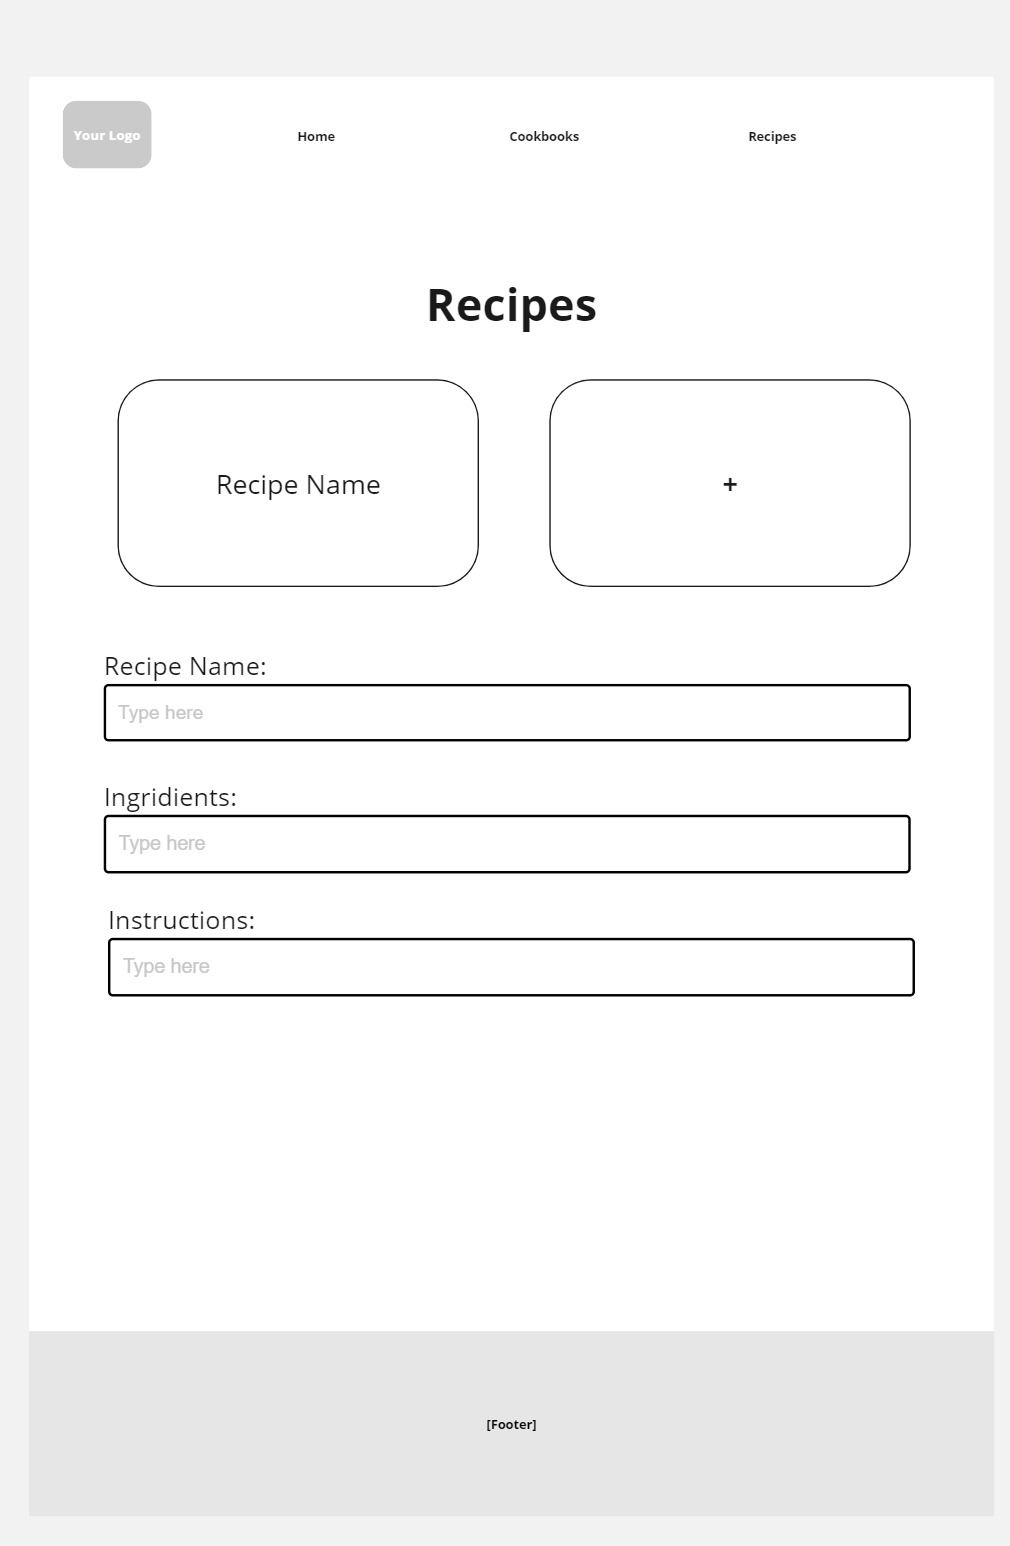 Your Logo
Home
Cookbooks
Recipes
Recipes
Recipe Name
+
Recipe Name:
Type here
Ingridients:
Type here
Instructions:
Type here
[Footer]